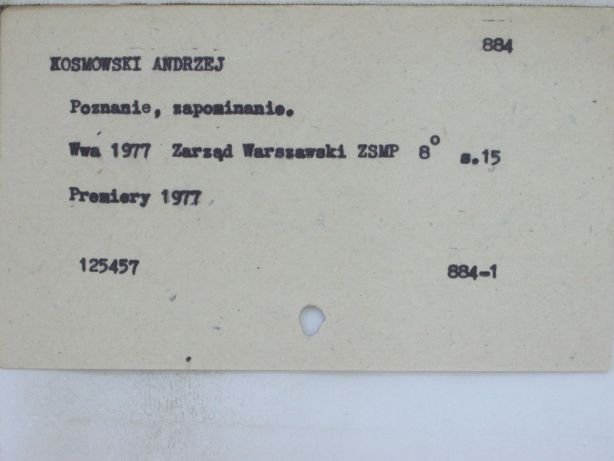 884
KOSMOWSKI ANDRZEJ
Poznanie, zapominanie.
Wwa 1977 Zarząd Warszawski ZSMP 8° s.15
Premiery 1977
125457 884-1